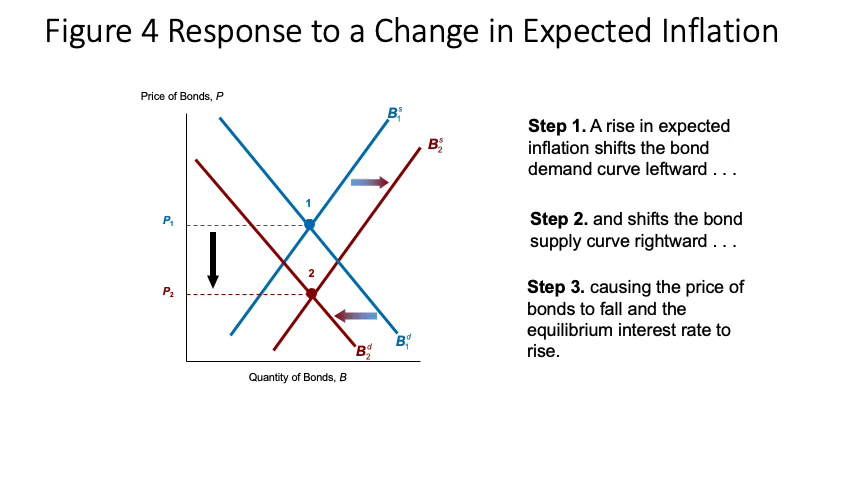 Figure 4 Response to a Change in Expected Inflation
Price of Bonds, P
B₁ˢ
B₂ˢ
1
P₁
2
P₂
B₁ᵈ
B₂ᵈ
Quantity of Bonds, B
Step 1. A rise in expected
inflation shifts the bond
demand curve leftward . . .
Step 2. and shifts the bond
supply curve rightward . . .
Step 3. causing the price of
bonds to fall and the
equilibrium interest rate to
rise.